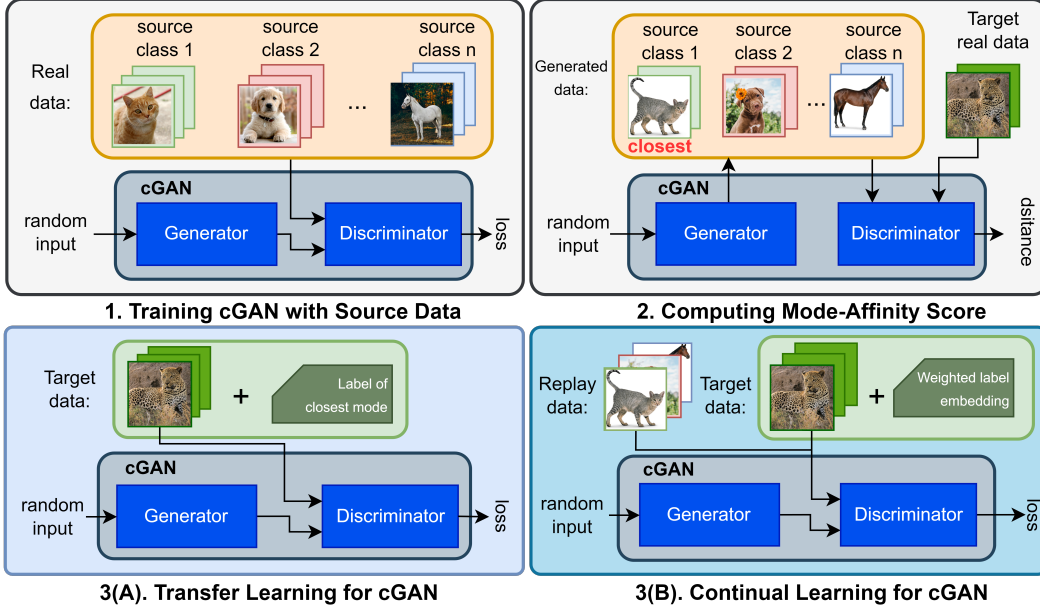 source
class 1
source
class 2
source
class n
Real
data:
...
cGAN
random
input
Generator
Discriminator
loss
1. Training cGAN with Source Data
source
class 1
source
class 2
source
class n
Target
real data
Generated
data:
...
closest
cGAN
random
input
Generator
Discriminator
dsitance
2. Computing Mode-Affinity Score
Target
data:
+
Label of
closest mode
cGAN
random
input
Generator
Discriminator
loss
3(A). Transfer Learning for cGAN
Replay
data:
Target
data:
+
Weighted label
embedding
cGAN
random
input
Generator
Discriminator
loss
3(B). Continual Learning for cGAN